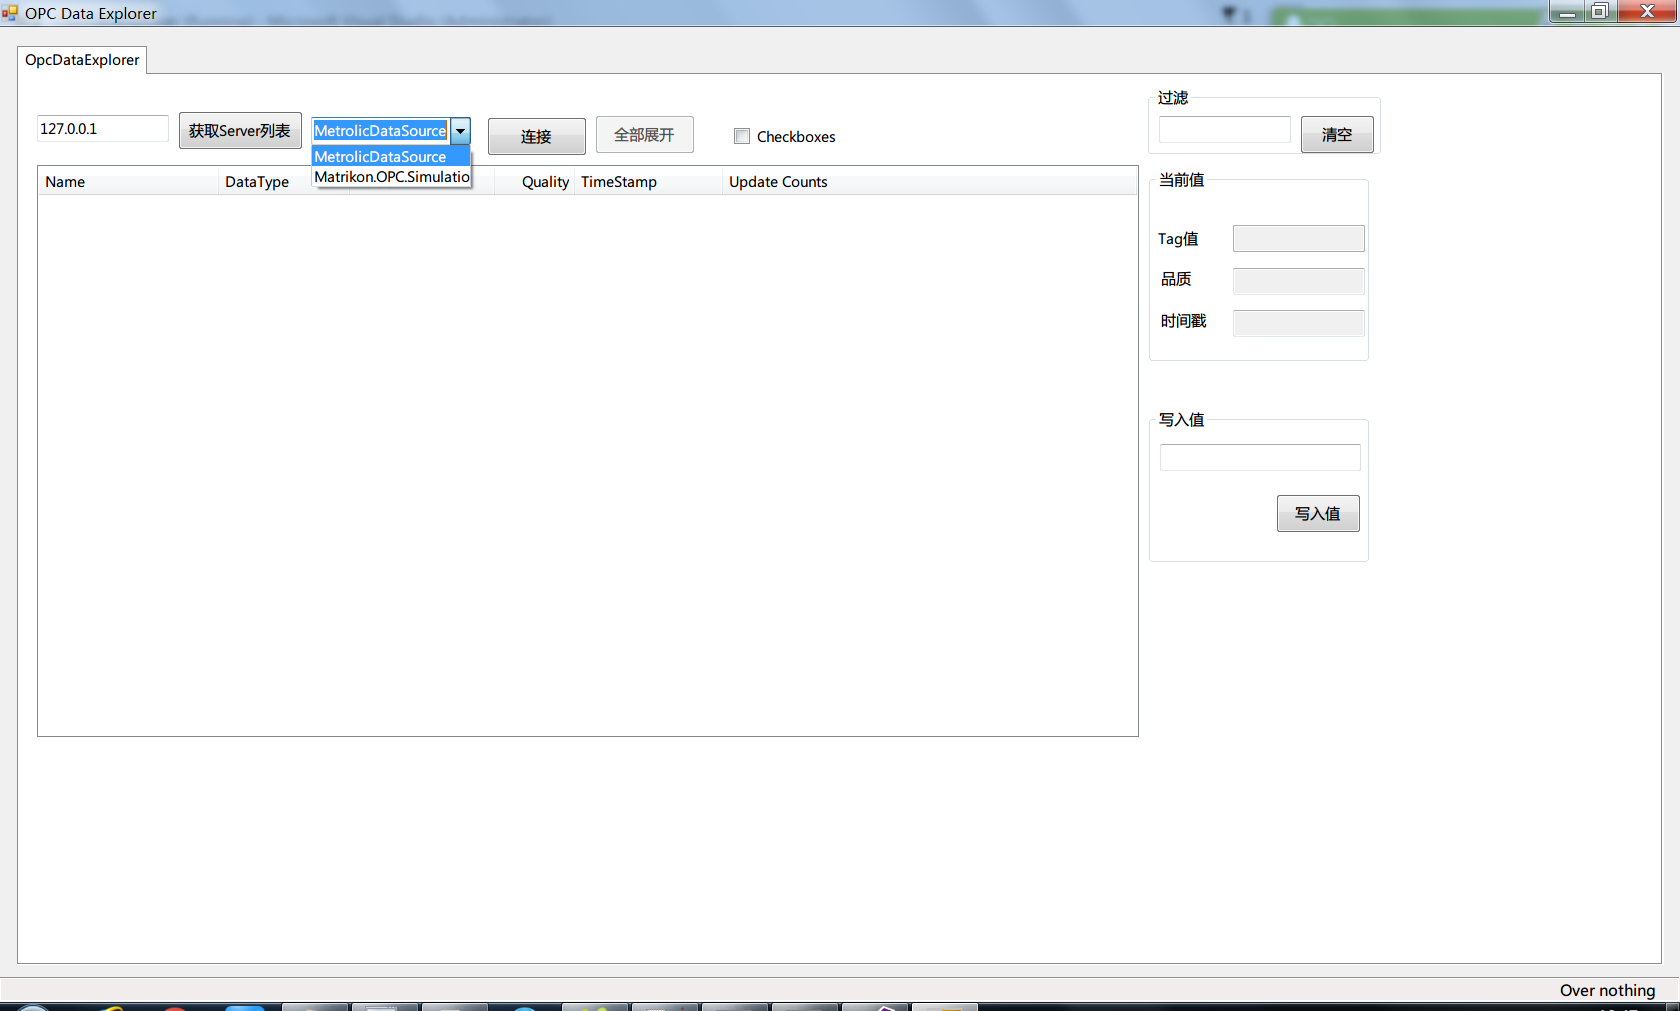 OPC Data Explorer
OpcDataExplorer
127.0.0.1
获取Server列表
MetrolicDataSource
连接
全部展开
Checkboxes
MetrolicDataSource
Matrikon.OPC.Simulatio
Name DataType Quality TimeStamp Update Counts
过滤
清空
当前值
Tag值
品质
时间戳
写入值
写入值
Over nothing